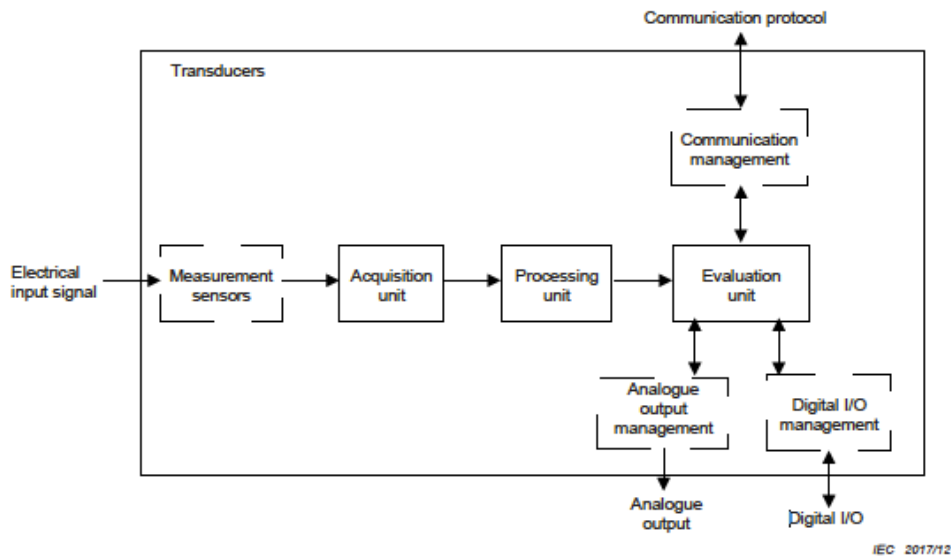 Communication protocol
Transducers
Communication
management
Electrical
input signal
Measurement
sensors
Acquisition
unit
Processing
unit
Evaluation
unit
Analogue
output
management
Digital I/O
management
Analogue
output
Digital I/O
IEC 2017/12